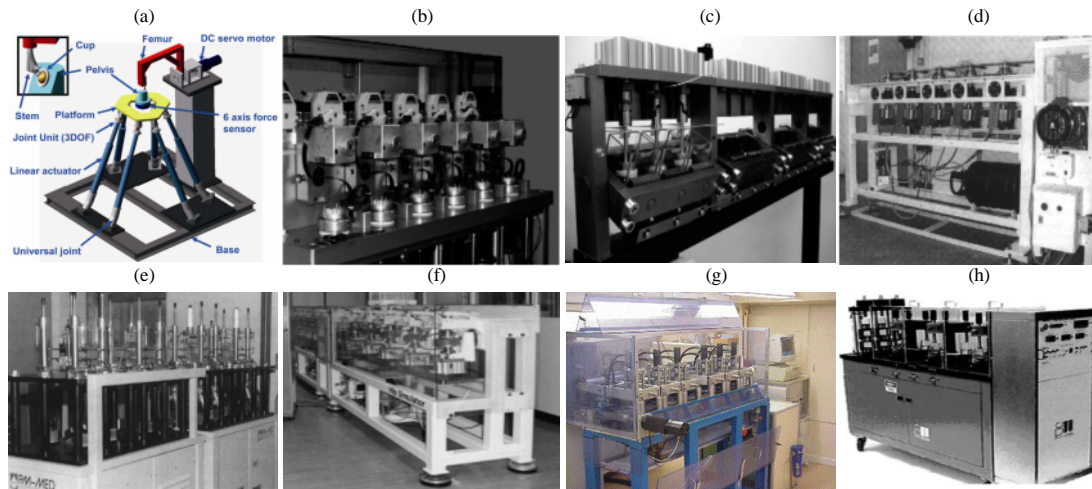 (a)
(b)
(c)
(d)
Femur
DC servo motor
Cup
Pelvis
Stem
Platform
6 axis force
sensor
Joint Unit (3DOF)
Linear actuator
Universal joint
Base
(e)
(f)
(g)
(h)